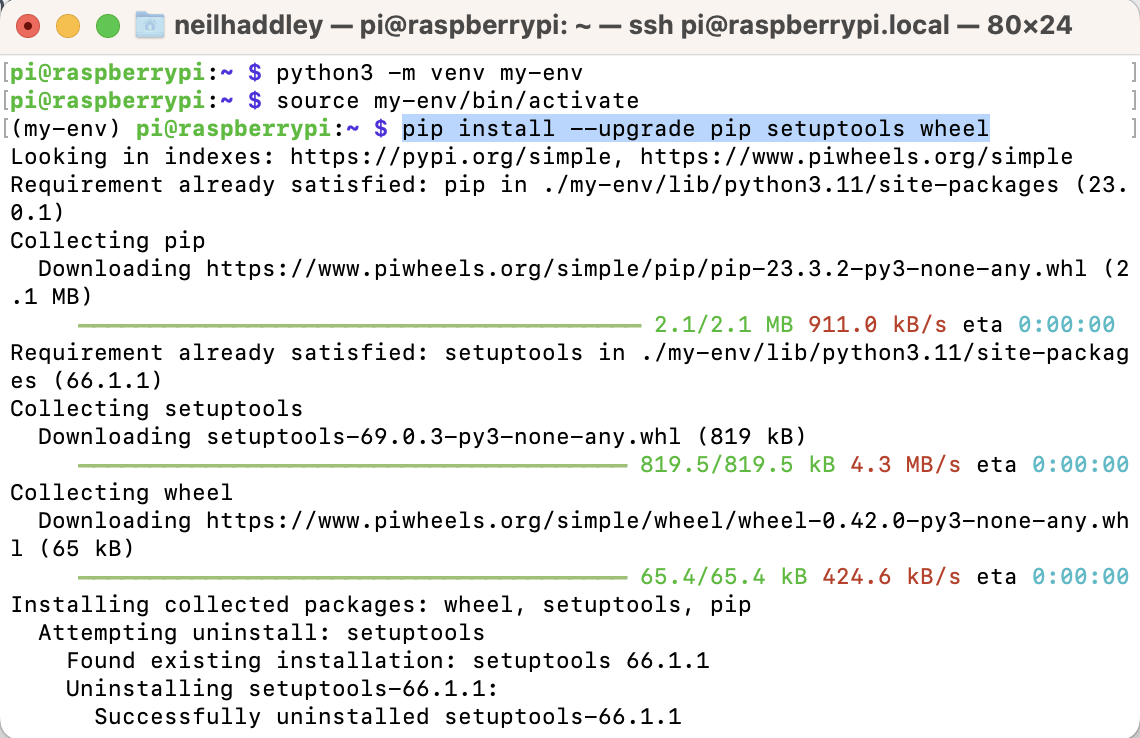 neilhaddley — pi@raspberrypi: ~ — ssh pi@raspberrypi.local — 80×24
[pi@raspberrypi:~ $ python3 -m venv my-env ]
[pi@raspberrypi:~ $ source my-env/bin/activate ]
[(my-env) pi@raspberrypi:~ $ pip install --upgrade pip setuptools wheel ]
Looking in indexes: https://pypi.org/simple, https://www.piwheels.org/simple
Requirement already satisfied: pip in ./my-env/lib/python3.11/site-packages (23.
0.1)
Collecting pip
  Downloading https://www.piwheels.org/simple/pip/pip-23.3.2-py3-none-any.whl (2
.1 MB)
2.1/2.1 MB 911.0 kB/s eta 0:00:00
Requirement already satisfied: setuptools in ./my-env/lib/python3.11/site-packag
es (66.1.1)
Collecting setuptools
  Downloading setuptools-69.0.3-py3-none-any.whl (819 kB)
819.5/819.5 kB 4.3 MB/s eta 0:00:00
Collecting wheel
  Downloading https://www.piwheels.org/simple/wheel/wheel-0.42.0-py3-none-any.wh
l (65 kB)
65.4/65.4 kB 424.6 kB/s eta 0:00:00
Installing collected packages: wheel, setuptools, pip
  Attempting uninstall: setuptools
    Found existing installation: setuptools 66.1.1
    Uninstalling setuptools-66.1.1:
      Successfully uninstalled setuptools-66.1.1